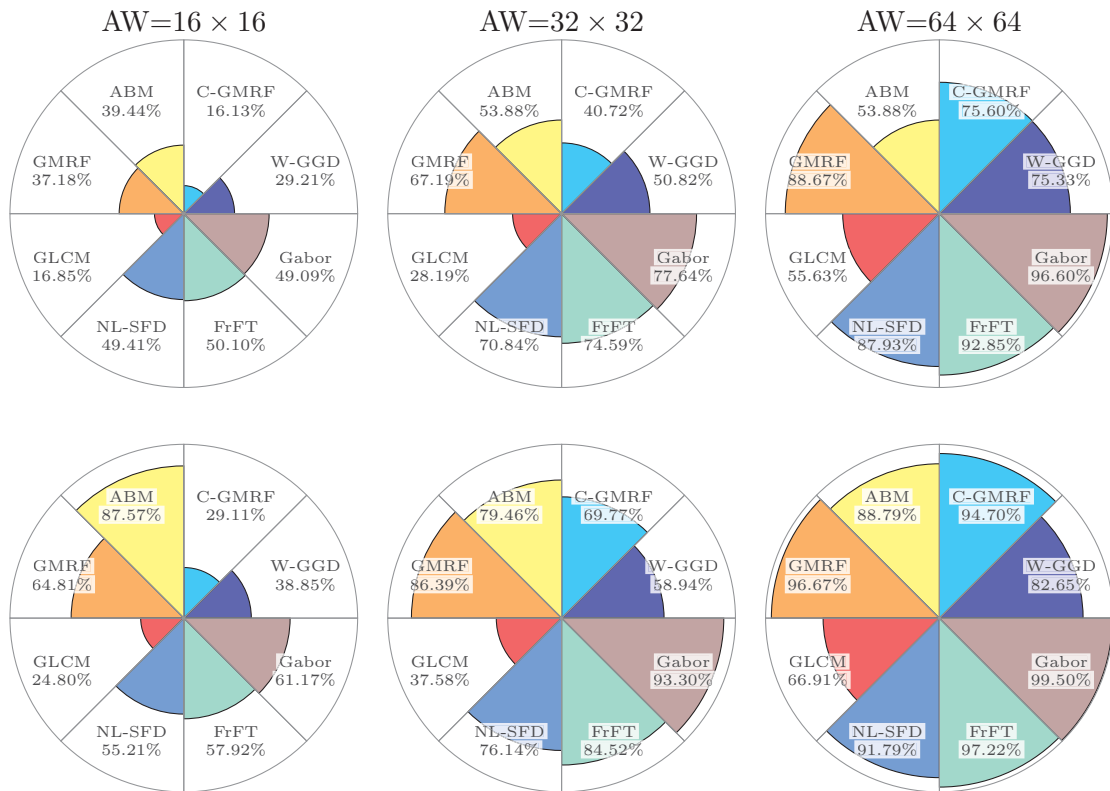 AW=16 × 16
AW=32 × 32
AW=64 × 64
ABM
39.44%
C-GMRF
16.13%
GMRF
37.18%
W-GGD
29.21%
GLCM
16.85%
Gabor
49.09%
NL-SFD
49.41%
FrFT
50.10%
ABM
53.88%
C-GMRF
40.72%
GMRF
67.19%
W-GGD
50.82%
GLCM
28.19%
Gabor
77.64%
NL-SFD
70.84%
FrFT
74.59%
ABM
53.88%
C-GMRF
75.60%
GMRF
88.67%
W-GGD
75.33%
GLCM
55.63%
Gabor
96.60%
NL-SFD
87.93%
FrFT
92.85%
ABM
87.57%
C-GMRF
29.11%
GMRF
64.81%
W-GGD
38.85%
GLCM
24.80%
Gabor
61.17%
NL-SFD
55.21%
FrFT
57.92%
ABM
79.46%
C-GMRF
69.77%
GMRF
86.39%
W-GGD
58.94%
GLCM
37.58%
Gabor
93.30%
NL-SFD
76.14%
FrFT
84.52%
ABM
88.79%
C-GMRF
94.70%
GMRF
96.67%
W-GGD
82.65%
GLCM
66.91%
Gabor
99.50%
NL-SFD
91.79%
FrFT
97.22%